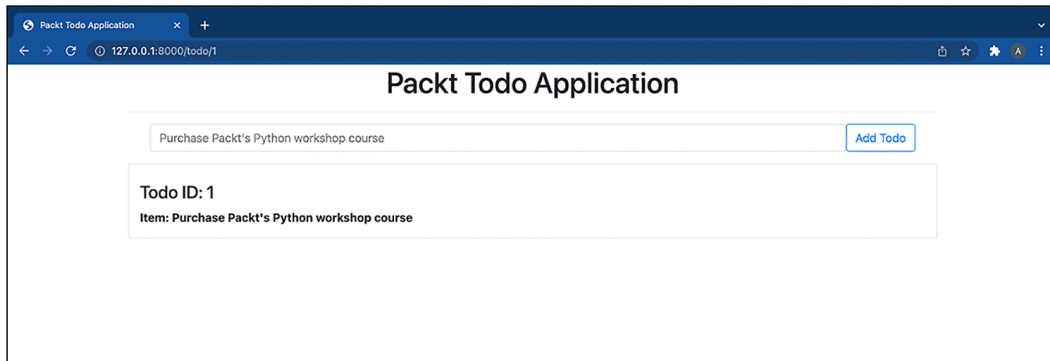 Packt Todo Application
127.0.0.1:8000/todo/1
A
Packt Todo Application
Purchase Packt's Python workshop course Add Todo
Todo ID: 1
Item: Purchase Packt's Python workshop course